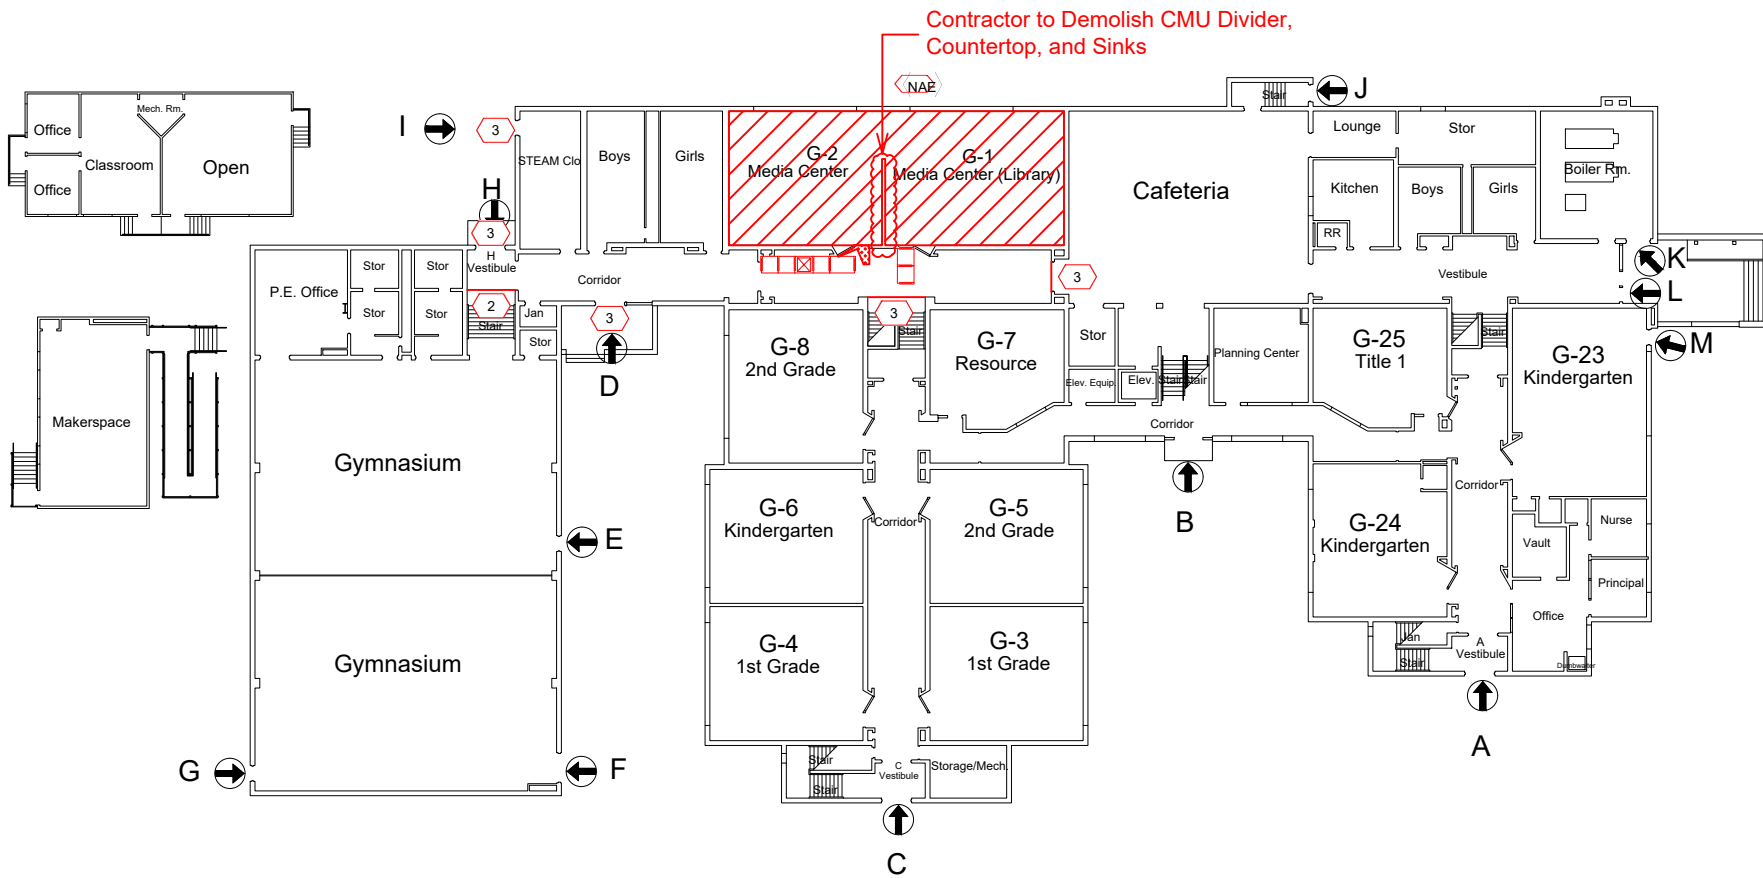 Contractor to Demolish CMU Divider,
Countertop, and Sinks
NAE
J
I
3
Stair
Mech. Rm.
Office
Classroom
Open
Office
STEAM Clo
Boys
Girls
G-2
Media Center
G-1
Media Center (Library)
Cafeteria
Lounge
Stor
Kitchen
Boys
Girls
Boiler Rm.
RR
H
3
H
Vestibule
Corridor
3
Vestibule
K
L
M
P.E. Office
Stor
Stor
Stor
Stor
2
Stair
Jan
Stor
3
D
3
Stair
G-8
2nd Grade
G-7
Resource
Stor
Elev. Equip.
Elev.
Stair
Stair
Planning Center
G-25
Title 1
Stair
G-23
Kindergarten
Makerspace
Gymnasium
Corridor
B
G-6
Kindergarten
Corridor
G-5
2nd Grade
Corridor
G-24
Kindergarten
Vault
Nurse
Principal
Office
E
G-4
1st Grade
G-3
1st Grade
Gymnasium
Jan
Stair
A
Vestibule
Dumbwaiter
A
G
F
Stair
Stair
C
Vestibule
Storage/Mech.
C